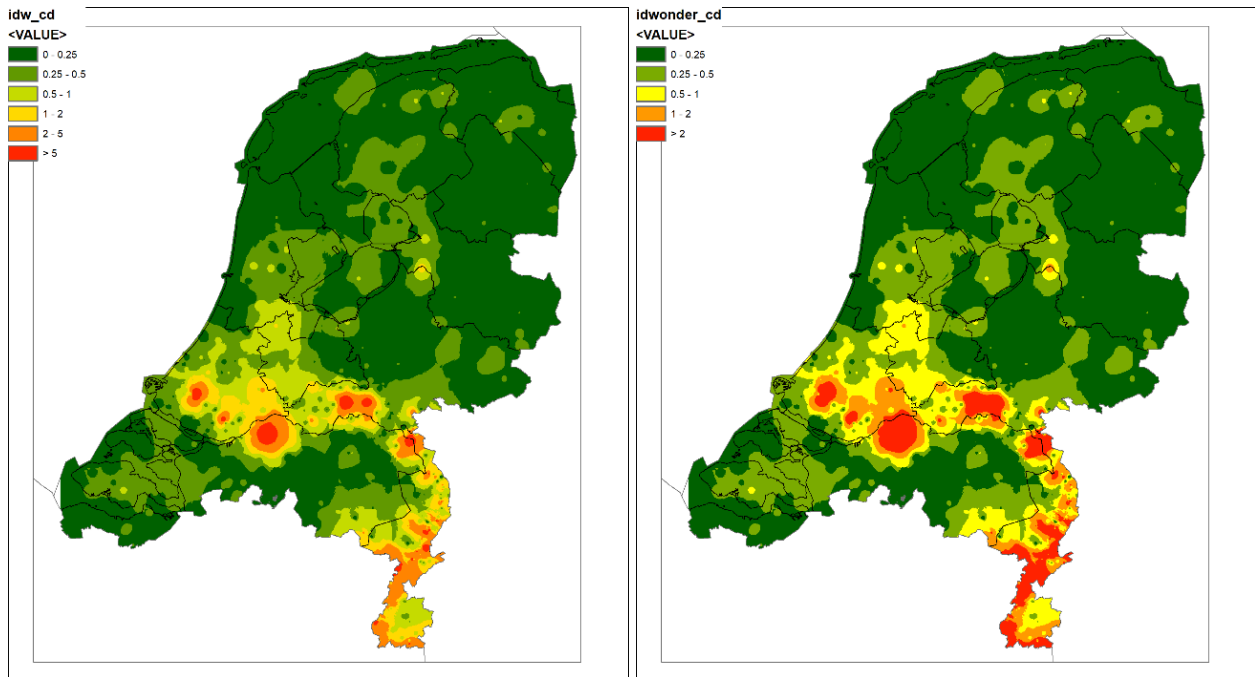 idw_cd
<VALUE>
0 - 0.25
0.25 - 0.5
0.5 - 1
1 - 2
2 - 5
> 5
idwonder_cd
<VALUE>
0 - 0.25
0.25 - 0.5
0.5 - 1
1 - 2
> 2